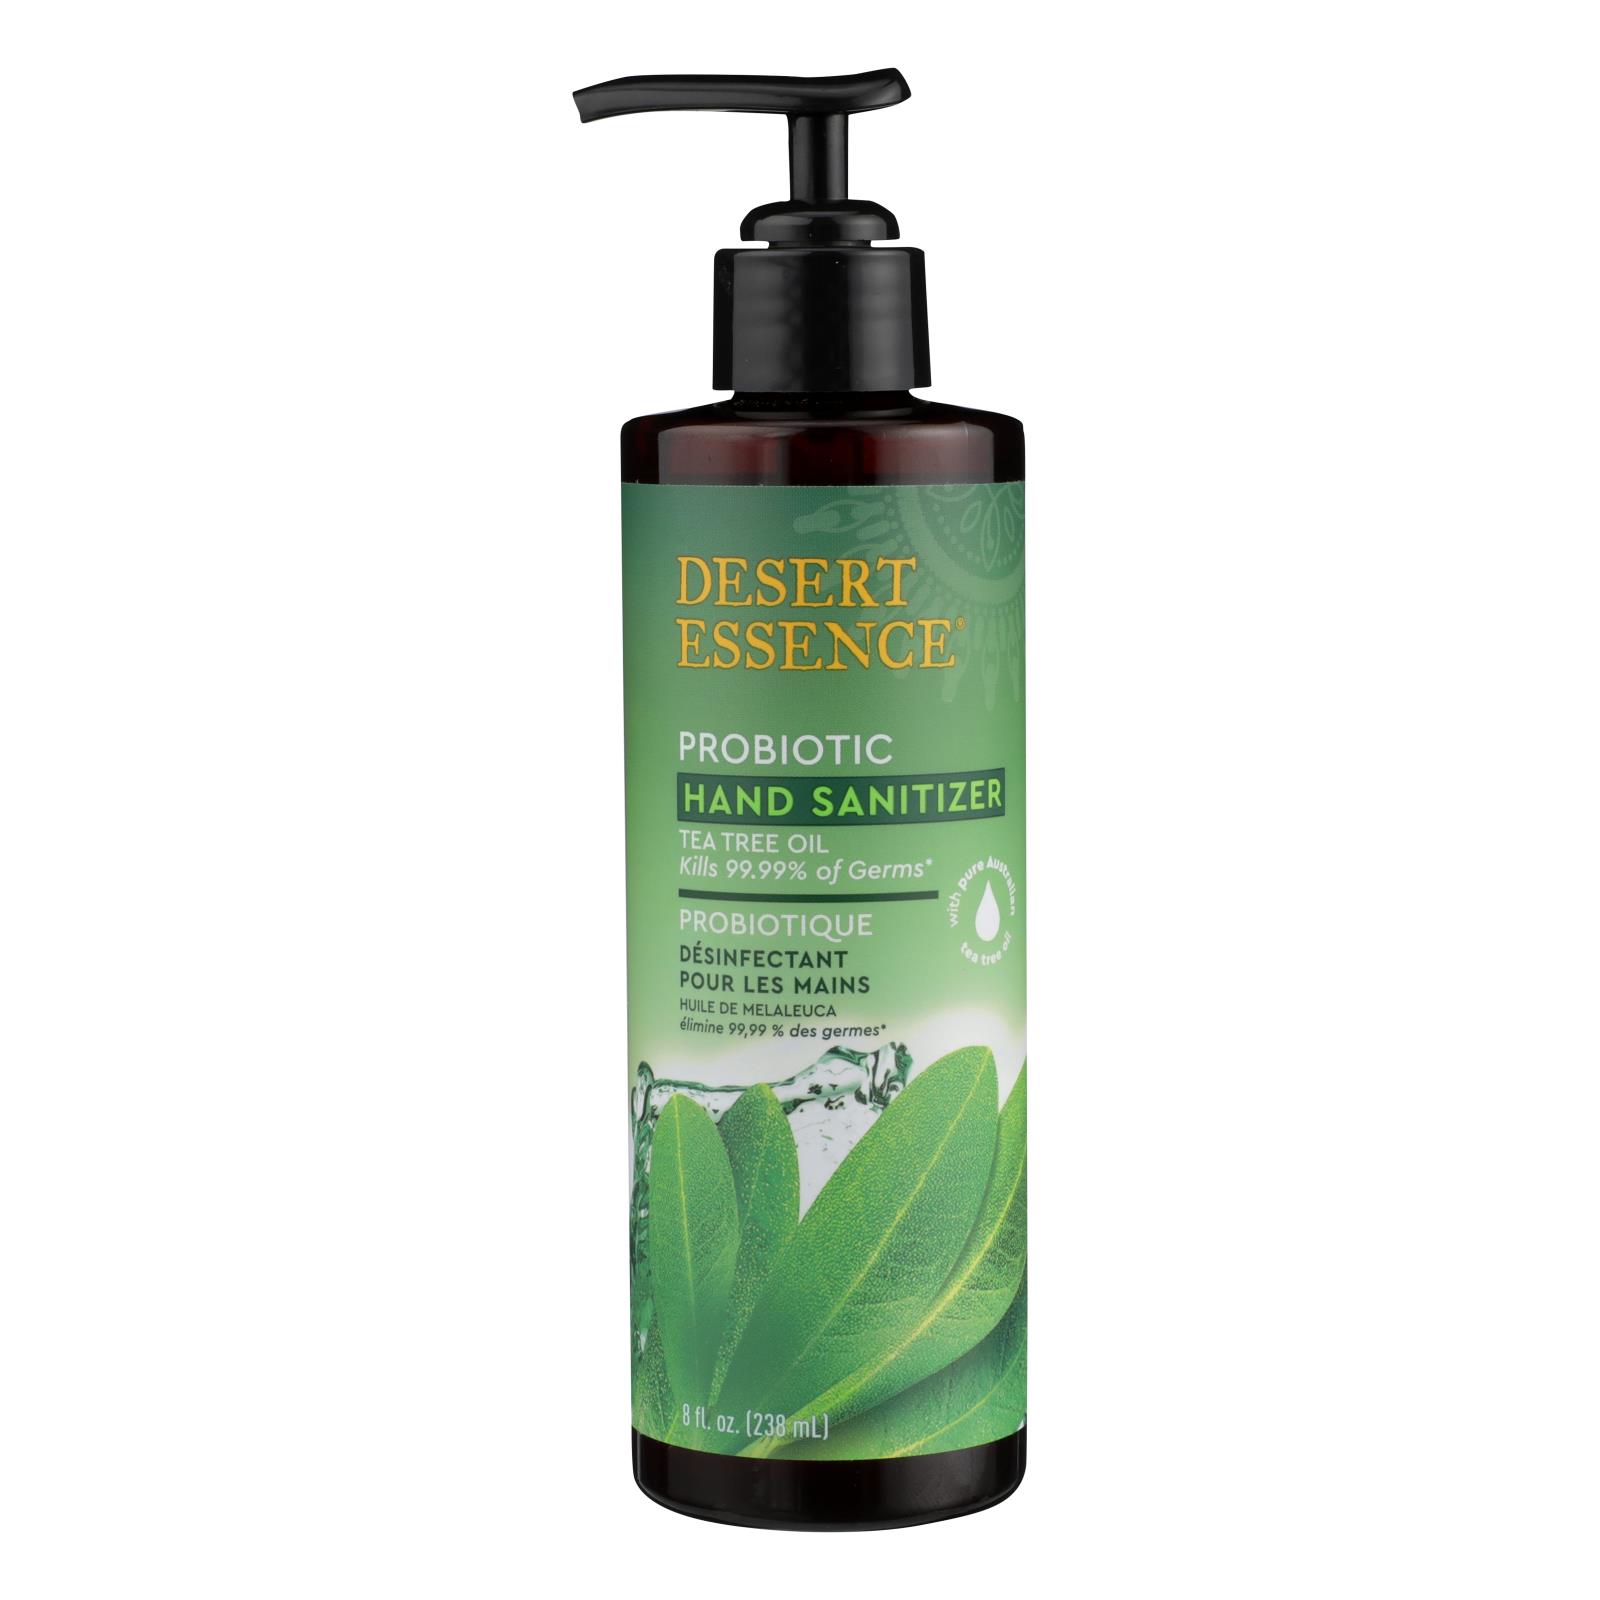 DESERT
ESSENCE®
PROBIOTIC
HAND SANITIZER
TEA TREE OIL
Kills 99.99% of Germs*
with pure Australian
tea tree oil
PROBIOTIQUE
DÉSINFECTANT
POUR LES MAINS
HUILE DE MELALEUCA
élimine 99,99 % des germes*
8 fl. oz. (238 mL)